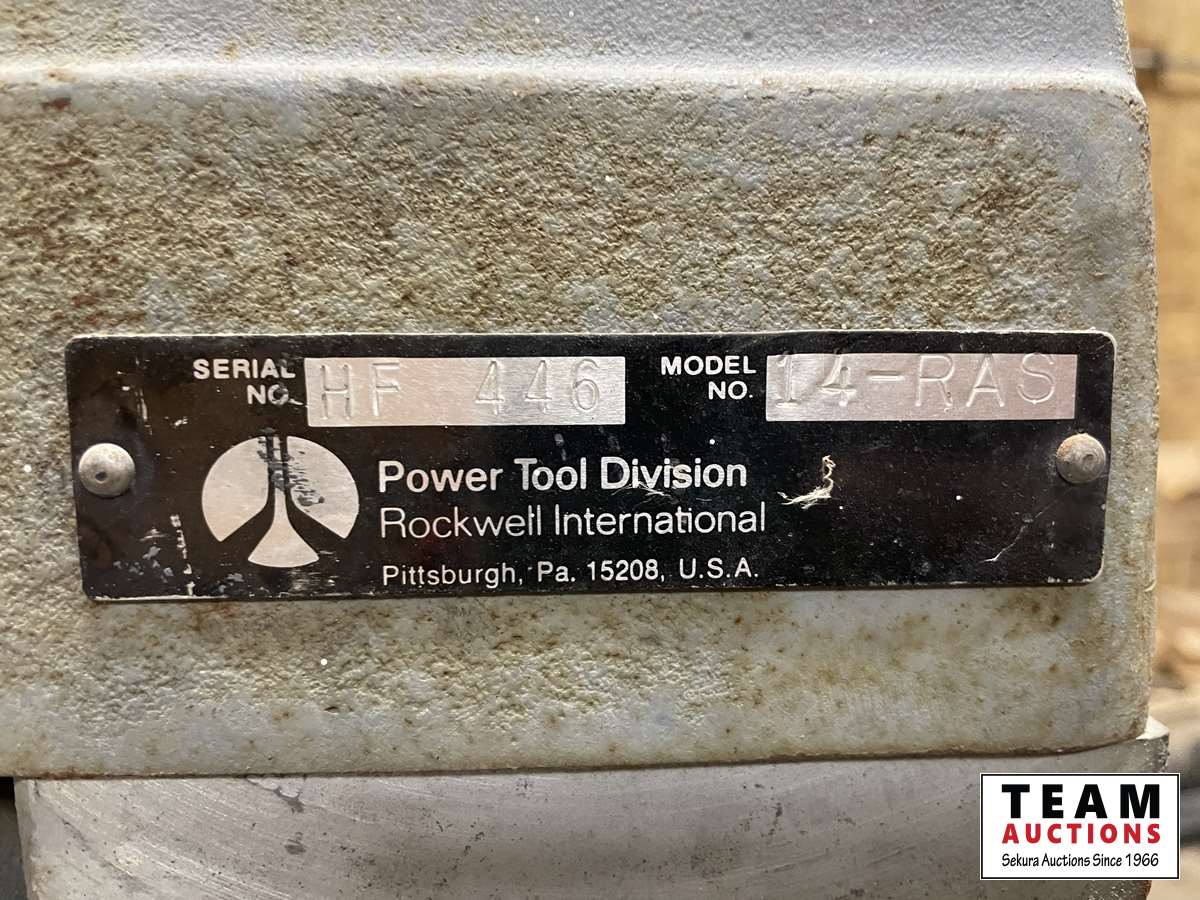 SERIAL NO. HF 446
MODEL NO. 14-RAS
Power Tool Division
Rockwell International
Pittsburgh, Pa. 15208, U.S.A.
TEAM
AUCTIONS
Sekura Auctions Since 1966